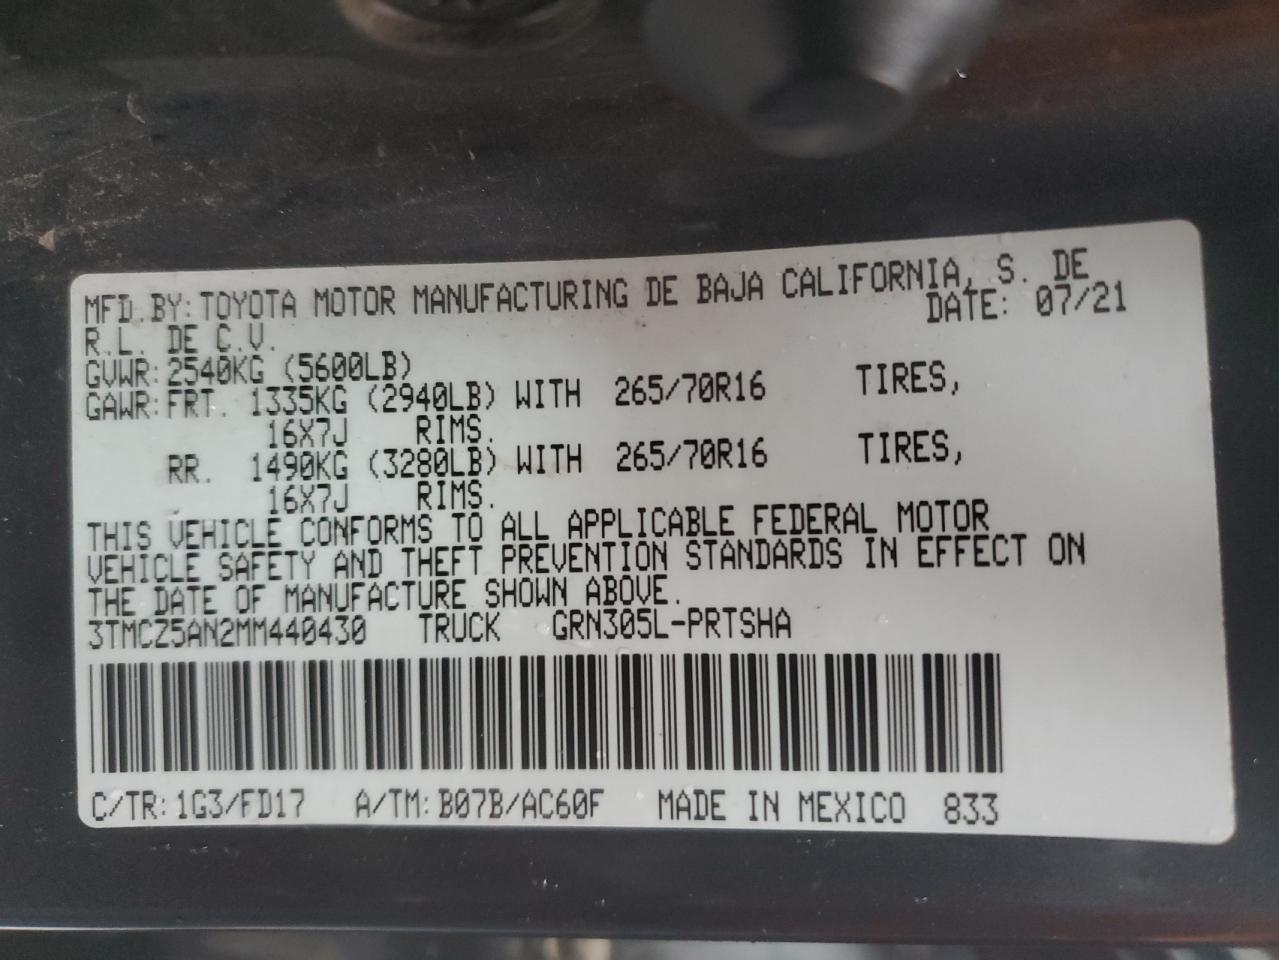 MFD.BY:TOYOTA MOTOR MANUFACTURING DE BAJA CALIFORNIA, S. DE
R.L. DE C.V. DATE: 07/21
GVWR:2540KG (5600LB)
GAWR:FRT. 1335KG (2940LB) WITH 265/70R16 TIRES,
16X7J RIMS.
RR. 1490KG (3280LB) WITH 265/70R16 TIRES,
16X7J RIMS.
THIS VEHICLE CONFORMS TO ALL APPLICABLE FEDERAL MOTOR
VEHICLE SAFETY AND THEFT PREVENTION STANDARDS IN EFFECT ON
THE DATE OF MANUFACTURE SHOWN ABOVE.
3TMCZ5AN2MM440430 TRUCK GRN305L-PRTSHA
C/TR:1G3/FD17 A/TM:B07B/AC60F MADE IN MEXICO 833